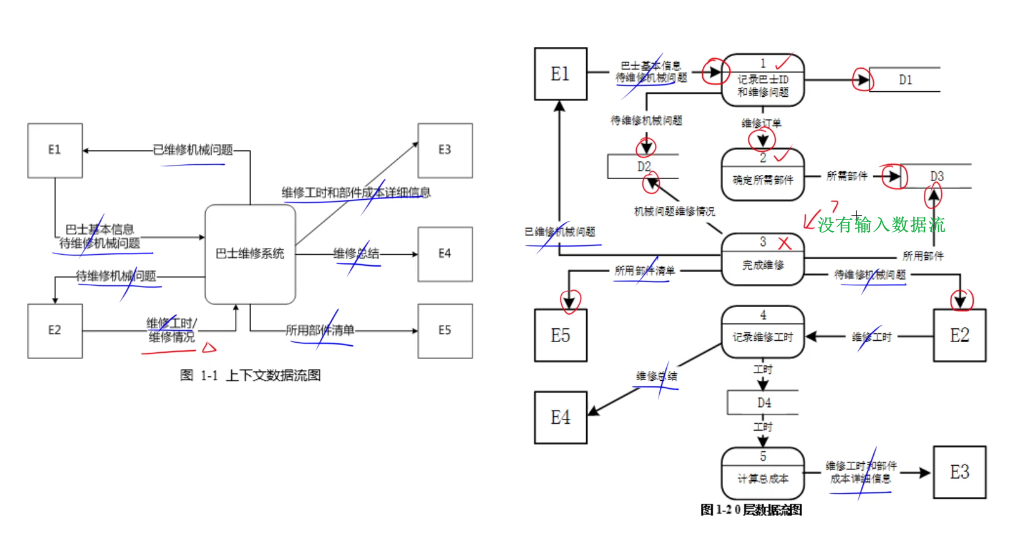 E1
已维修机械问题
E3
维修工时和部件成本详细信息
巴士基本信息
待维修机械问题
巴士维修系统
维修总结
E4
待维修机械问题
E2
维修工时/
维修情况
所用部件清单
E5
图 1-1 上下文数据流图
E1
巴士基本信息
待维修机械问题
1
记录巴士ID
和维修问题
D1
待维修机械问题
维修订单
D2
2
确定所需部件
所需部件
D3
机械问题维修情况
?
没有输入数据流
已维修机械问题
3
完成维修
所用部件
所用部件清单
待维修机械问题
E5
4
记录维修工时
维修工时
E2
维修总结
工时
E4
D4
工时
5
计算总成本
维修工时和部件
成本详细信息
E3
图 1-2 0 层数据流图